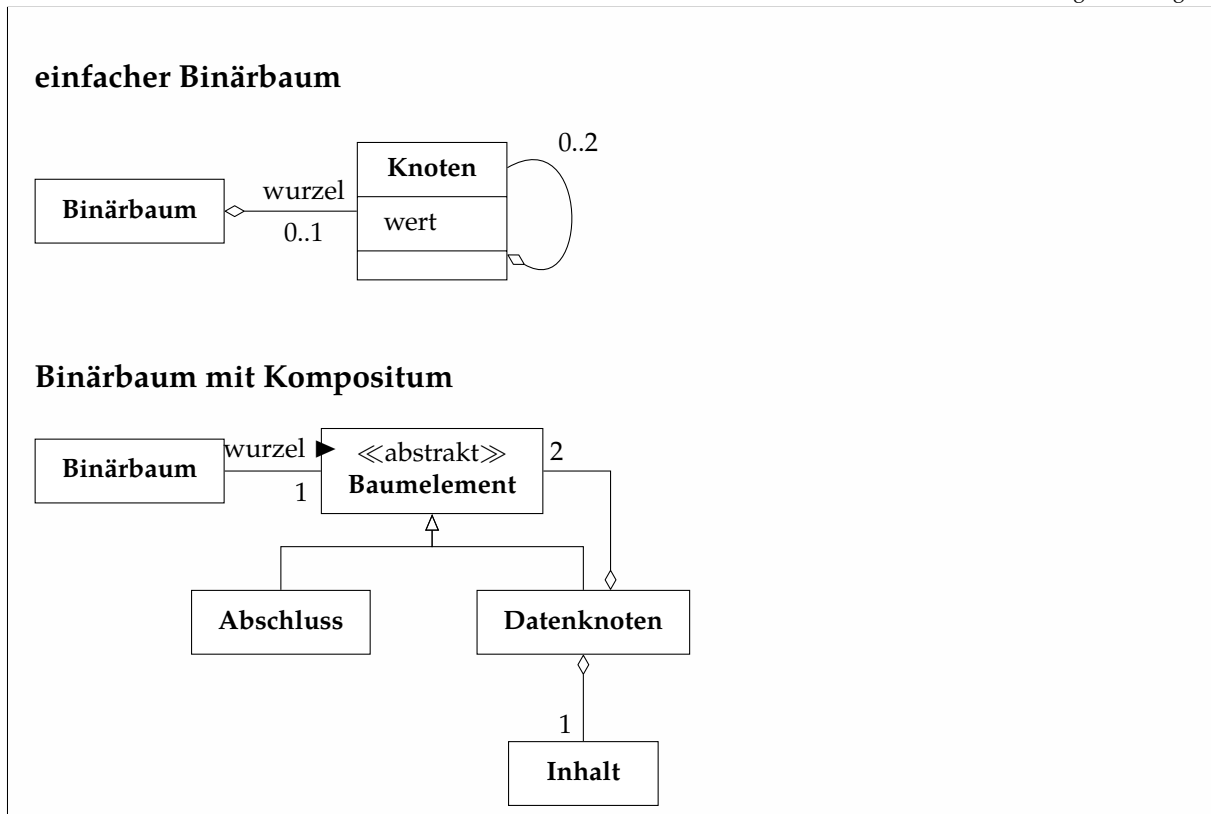 einfacher Binärbaum
0..2
Knoten
wurzel
Binärbaum
wert
0..1
Binärbaum mit Kompositum
wurzel ▶
≪abstrakt≫
2
Binärbaum
Baumelement
1
Abschluss
Datenknoten
1
Inhalt